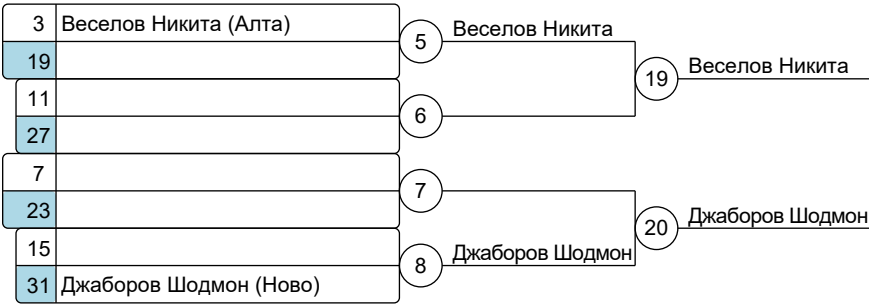 3 Веселов Никита (Алта)
5 Веселов Никита
19
19 Веселов Никита
11
6
27
7
7
23
20 Джаборов Шодмон
15
8 Джаборов Шодмон
31 Джаборов Шодмон (Ново)